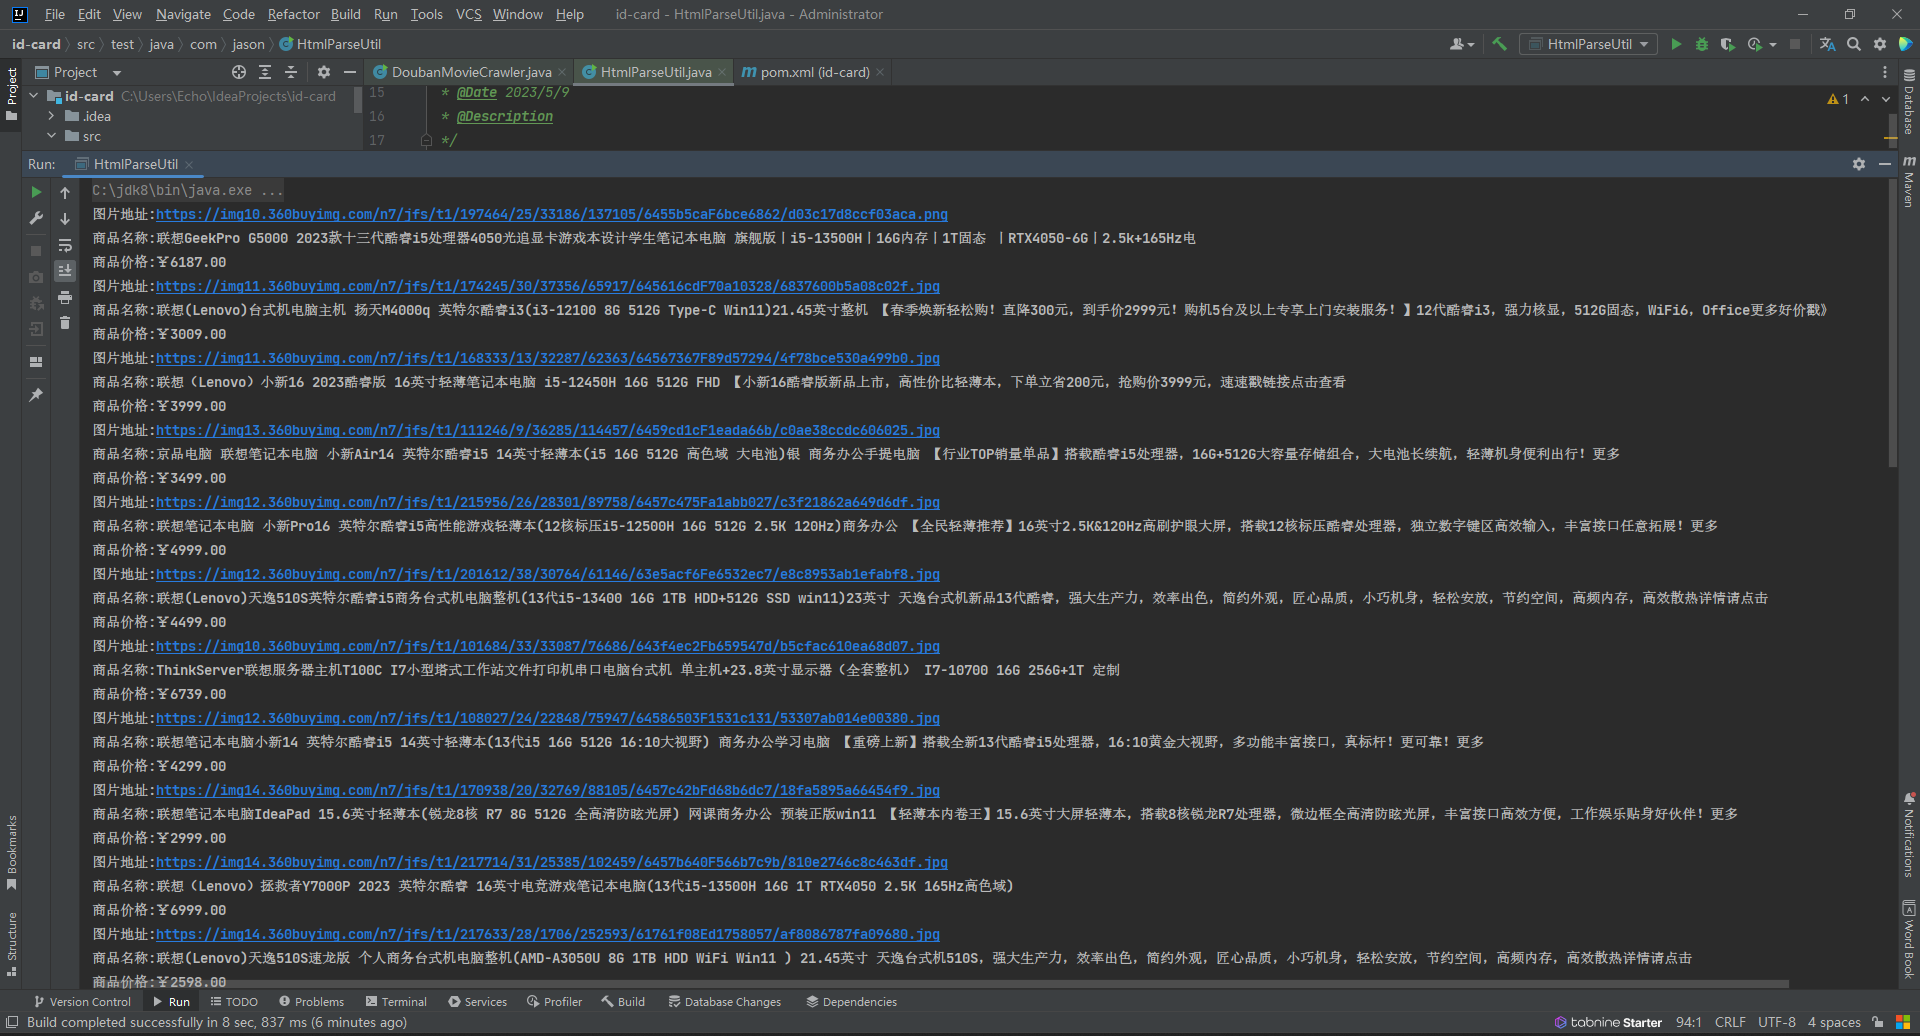 File Edit View Navigate Code Refactor Build Run Tools VCS Window Help id-card - HtmlParseUtil.java - Administrator
id-card src test java com jason HtmlParseUtil HtmlParseUtil
Project DoubanMovieCrawler.java HtmlParseUtil.java pom.xml (id-card)
id-card C:\Users\Echo\IdeaProjects\id-card
.idea
src
15 * @Date 2023/5/9
16 * @Description
17 */
1
Run: HtmlParseUtil
C:\jdk8\bin\java.exe ...
图片地址:https://img10.360buyimg.com/n7/jfs/t1/197464/25/33186/137105/6455b5caF6bce6862/d03c17d8ccf03aca.png
商品名称:联想GeekPro G5000 2023款十三代酷睿i5处理器4050光追显卡游戏本设计学生笔记本电脑 旗舰版丨i5-13500H丨16G内存丨1T固态 丨RTX4050-6G丨2.5k+165Hz电
商品价格:¥6187.00
图片地址:https://img11.360buyimg.com/n7/jfs/t1/174245/30/37356/65917/645616cdF70a10328/6837600b5a08c02f.jpg
商品名称:联想(Lenovo)台式机电脑主机 扬天M4000q 英特尔酷睿i3(i3-12100 8G 512G Type-C Win11)21.45英寸整机 【春季焕新轻松购！直降300元，到手价2999元！购机5台及以上专享上门安装服务！】12代酷睿i3，强力核显，512G固态，WiFi6，Office更多好价戳》
商品价格:¥3009.00
图片地址:https://img11.360buyimg.com/n7/jfs/t1/168333/13/32287/62363/64567367F89d57294/4f78bce530a499b0.jpg
商品名称:联想（Lenovo）小新16 2023酷睿版 16英寸轻薄笔记本电脑 i5-12450H 16G 512G FHD 【小新16酷睿版新品上市，高性价比轻薄本，下单立省200元，抢购价3999元，速速戳链接点击查看
商品价格:¥3999.00
图片地址:https://img13.360buyimg.com/n7/jfs/t1/111246/9/36285/114457/6459cd1cF1eada66b/c0ae38ccdc606025.jpg
商品名称:京品电脑 联想笔记本电脑 小新Air14 英特尔酷睿i5 14英寸轻薄本(i5 16G 512G 高色域 大电池)银 商务办公手提电脑 【行业TOP销量单品】搭载酷睿i5处理器，16G+512G大容量存储组合，大电池长续航，轻薄机身便利出行！更多
商品价格:¥3499.00
图片地址:https://img12.360buyimg.com/n7/jfs/t1/215956/26/28301/89758/6457c475Fa1abb027/c3f21862a649d6df.jpg
商品名称:联想笔记本电脑 小新Pro16 英特尔酷睿i5高性能游戏轻薄本(12核标压i5-12500H 16G 512G 2.5K 120Hz)商务办公 【全民轻薄推荐】16英寸2.5K&120Hz高刷护眼大屏，搭载12核标压酷睿处理器，独立数字键区高效输入，丰富接口任意拓展！更多
商品价格:¥4999.00
图片地址:https://img12.360buyimg.com/n7/jfs/t1/201612/38/30764/61146/63e5acf6Fe6532ec7/e8c8953ab1efabf8.jpg
商品名称:联想(Lenovo)天逸510S英特尔酷睿i5商务台式机电脑整机(13代i5-13400 16G 1TB HDD+512G SSD win11)23英寸 天逸台式机新品13代酷睿，强大生产力，效率出色，简约外观，匠心品质，小巧机身，轻松安放，节约空间，高频内存，高效散热详情请点击
商品价格:¥4499.00
图片地址:https://img10.360buyimg.com/n7/jfs/t1/101684/33/33087/76686/643f4ec2Fb659547d/b5cfac610ea68d07.jpg
商品名称:ThinkServer联想服务器主机T100C I7小型塔式工作站文件打印机串口电脑台式机 单主机+23.8英寸显示器（全套整机） I7-10700 16G 256G+1T 定制
商品价格:¥6739.00
图片地址:https://img12.360buyimg.com/n7/jfs/t1/108027/24/22848/75947/64586503F1531c131/53307ab014e00380.jpg
商品名称:联想笔记本电脑小新14 英特尔酷睿i5 14英寸轻薄本(13代i5 16G 512G 16:10大视野) 商务办公学习电脑 【重磅上新】搭载全新13代酷睿i5处理器，16:10黄金大视野，多功能丰富接口，真标杆！更可靠！更多
商品价格:¥4299.00
图片地址:https://img14.360buyimg.com/n7/jfs/t1/170938/20/32769/88105/6457c42bFd68b6dc7/18fa5895a66454f9.jpg
商品名称:联想笔记本电脑IdeaPad 15.6英寸轻薄本(锐龙8核 R7 8G 512G 全高清防眩光屏) 网课商务办公 预装正版win11 【轻薄本内卷王】15.6英寸大屏轻薄本，搭载8核锐龙R7处理器，微边框全高清防眩光屏，丰富接口高效方便，工作娱乐贴身好伙伴！更多
商品价格:¥2999.00
图片地址:https://img14.360buyimg.com/n7/jfs/t1/217714/31/25385/102459/6457b640F566b7c9b/810e2746c8c463df.jpg
商品名称:联想（Lenovo）拯救者Y7000P 2023 英特尔酷睿 16英寸电竞游戏笔记本电脑(13代i5-13500H 16G 1T RTX4050 2.5K 165Hz高色域)
商品价格:¥6999.00
图片地址:https://img14.360buyimg.com/n7/jfs/t1/217633/28/1706/252593/61761f08Ed1758057/af8086787fa09680.jpg
商品名称:联想(Lenovo)天逸510S速龙版 个人商务台式机电脑整机(AMD-A3050U 8G 1TB HDD WiFi Win11 ) 21.45英寸 天逸台式机510S，强大生产力，效率出色，简约外观，匠心品质，小巧机身，轻松安放，节约空间，高频内存，高效散热详情请点击
商品价格:¥2598.00
Project
Bookmarks
Structure
Database
Maven
Notifications
Word Book
Version Control Run TODO Problems Terminal Services Profiler Build Database Changes Dependencies
Build completed successfully in 8 sec, 837 ms (6 minutes ago) tabnine Starter 94:1 CRLF UTF-8 4 spaces